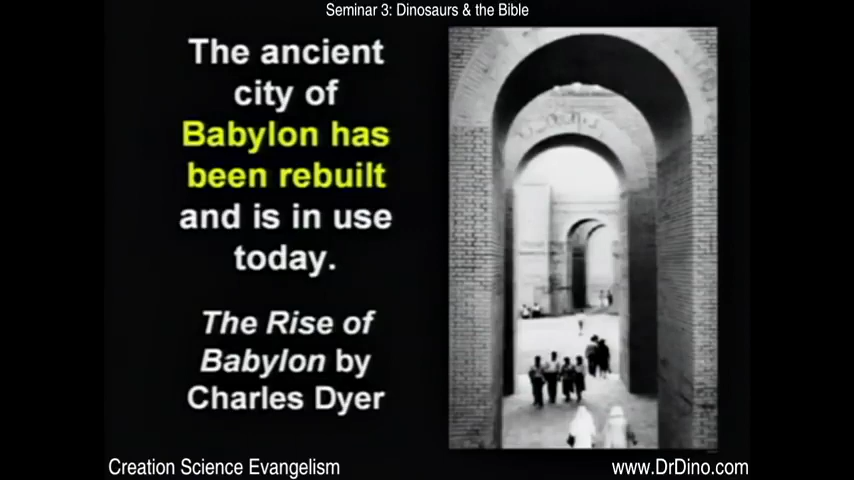 Seminar 3: Dinosaurs & the Bible
The ancient
city of
Babylon has
been rebuilt
and is in use
today.
The Rise of
Babylon by
Charles Dyer
Creation Science Evangelism
www.DrDino.com